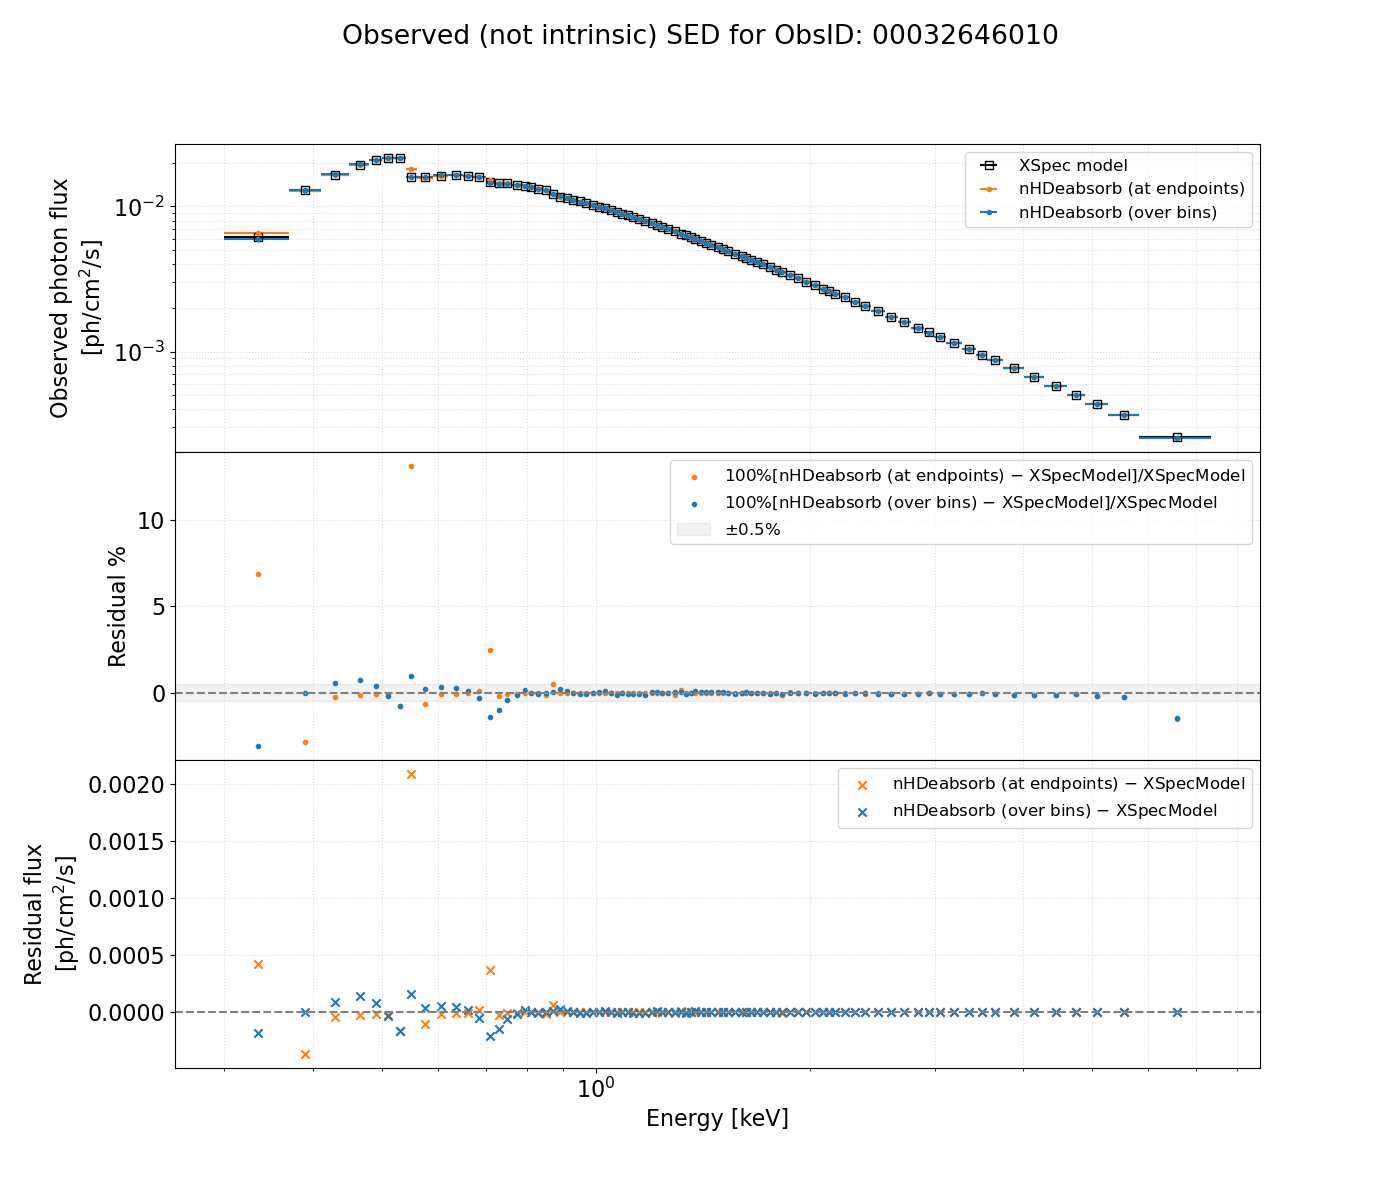 Observed (not intrinsic) SED for ObsID: 00032646010
Observed photon flux
[ph/cm²/s]
10⁻²
10⁻³
XSpec model
nHDeabsorb (at endpoints)
nHDeabsorb (over bins)
Residual %
10
5
0
100%[nHDeabsorb (at endpoints) − XSpecModel]/XSpecModel
100%[nHDeabsorb (over bins) − XSpecModel]/XSpecModel
±0.5%
Residual flux
[ph/cm²/s]
0.0020
0.0015
0.0010
0.0005
0.0000
nHDeabsorb (at endpoints) − XSpecModel
nHDeabsorb (over bins) − XSpecModel
10⁰
Energy [keV]